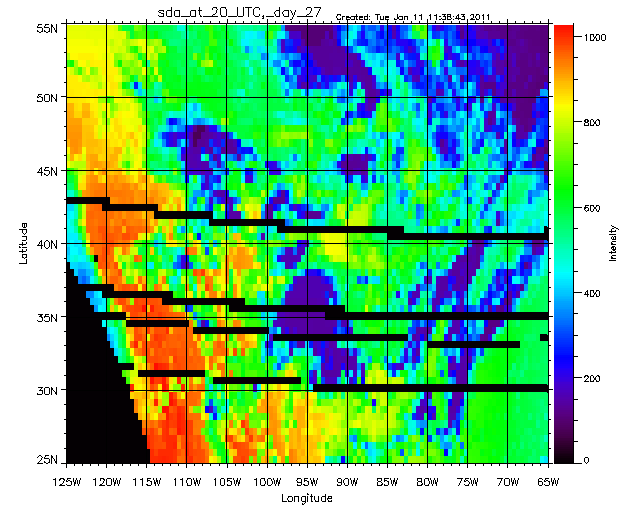 sda_at_20_UTC,_day_27 Created: Tue Jan 11 11:38:43 2011
55N
50N
45N
40N
35N
30N
25N
Latitude
125W 120W 115W 110W 105W 100W 95W 90W 85W 80W 75W 70W 65W
Longitude
1000
800
600
400
200
0
Intensity